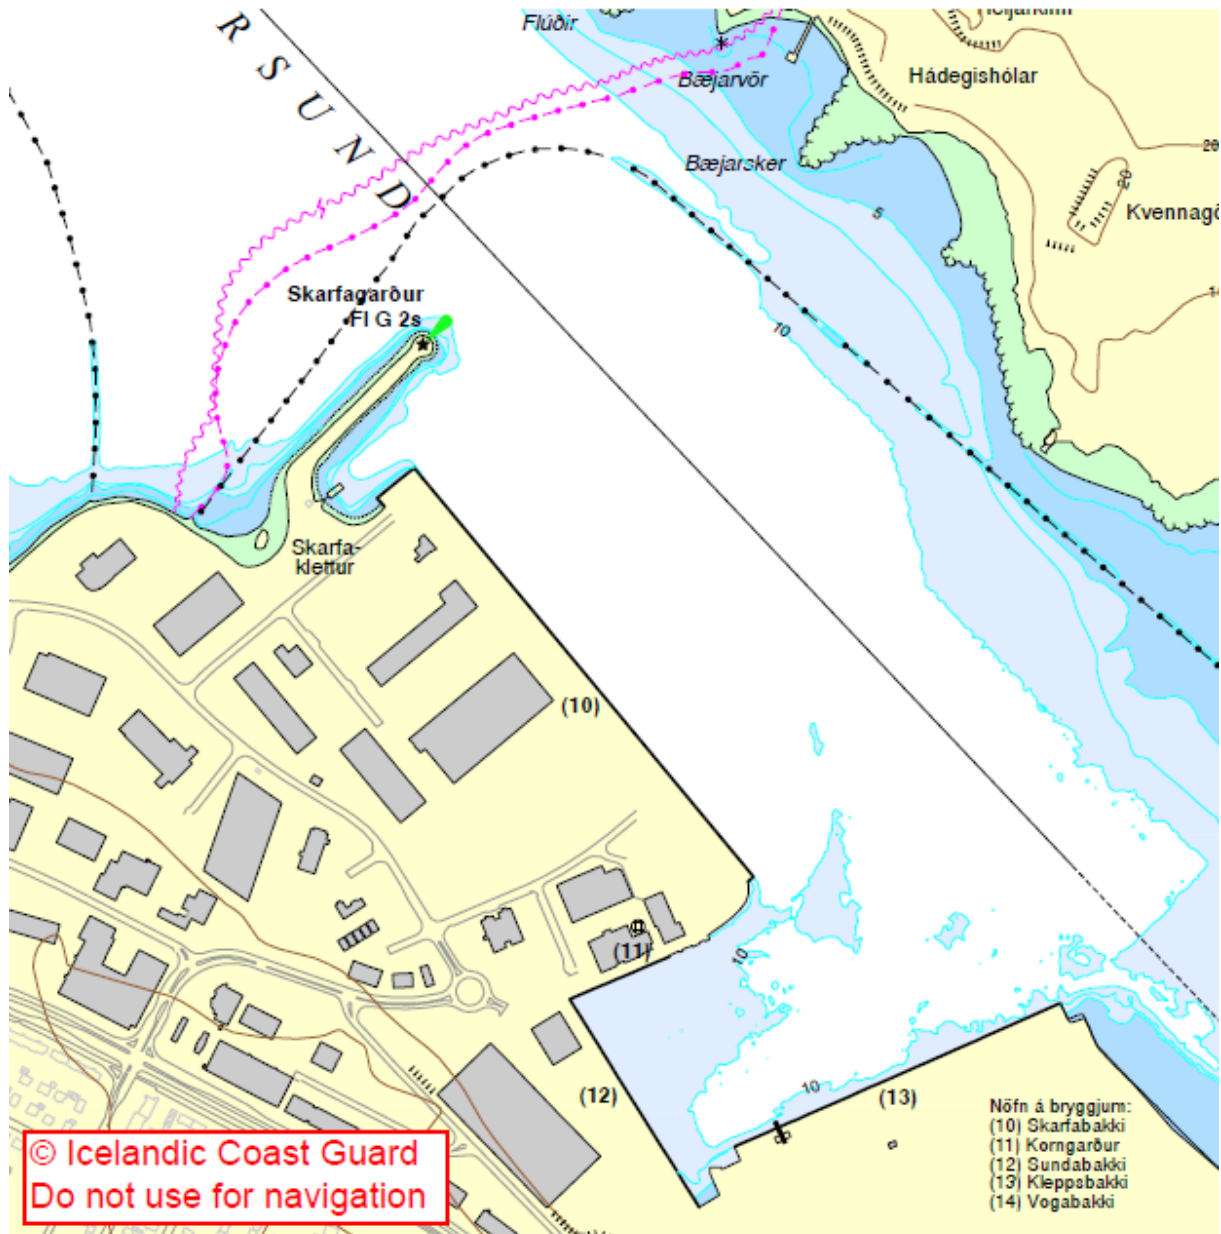 RSUND
Flúðir
Bæjarvör
Hádegishólar
20
Bæjarsker
20
5
10
Skarfagarður
Fl G 2s
Skarfa-
klettur
(10)
(11)
10
(12)
10
(13)
Nöfn á bryggjum:
(10) Skarfabakki
(11) Korngarður
(12) Sundabakki
(13) Kleppsbakki
(14) Vogabakki
© Icelandic Coast Guard
Do not use for navigation